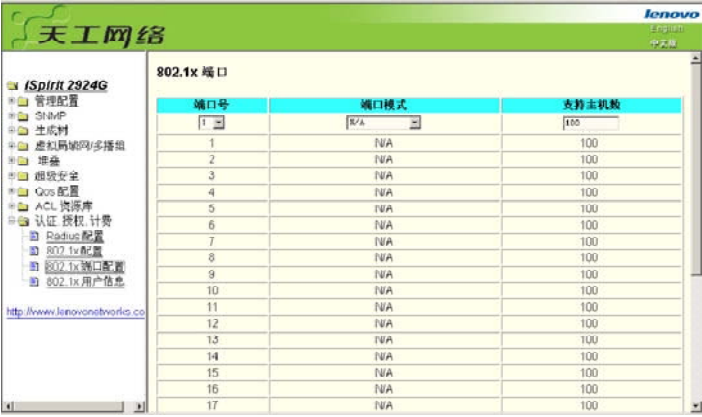 lenovo
天工网络
English
中文版
iSpirit 2924G
管理配置
SNMP
生成树
虚拟局域网/多播组
堆叠
超级安全
Qos 配置
ACL 资源库
认证.授权.计费
Radius 配置
802.1x 配置
802.1x 端口配置
802.1x 用户信息
http://www.lenovonetworks.co
802.1x 端口
端口号 端口模式 支持主机数
1 N/A 100
1 N/A 100
2 N/A 100
3 N/A 100
4 N/A 100
5 N/A 100
6 N/A 100
7 N/A 100
8 N/A 100
9 N/A 100
10 N/A 100
11 N/A 100
12 N/A 100
13 N/A 100
14 N/A 100
15 N/A 100
16 N/A 100
17 N/A 100